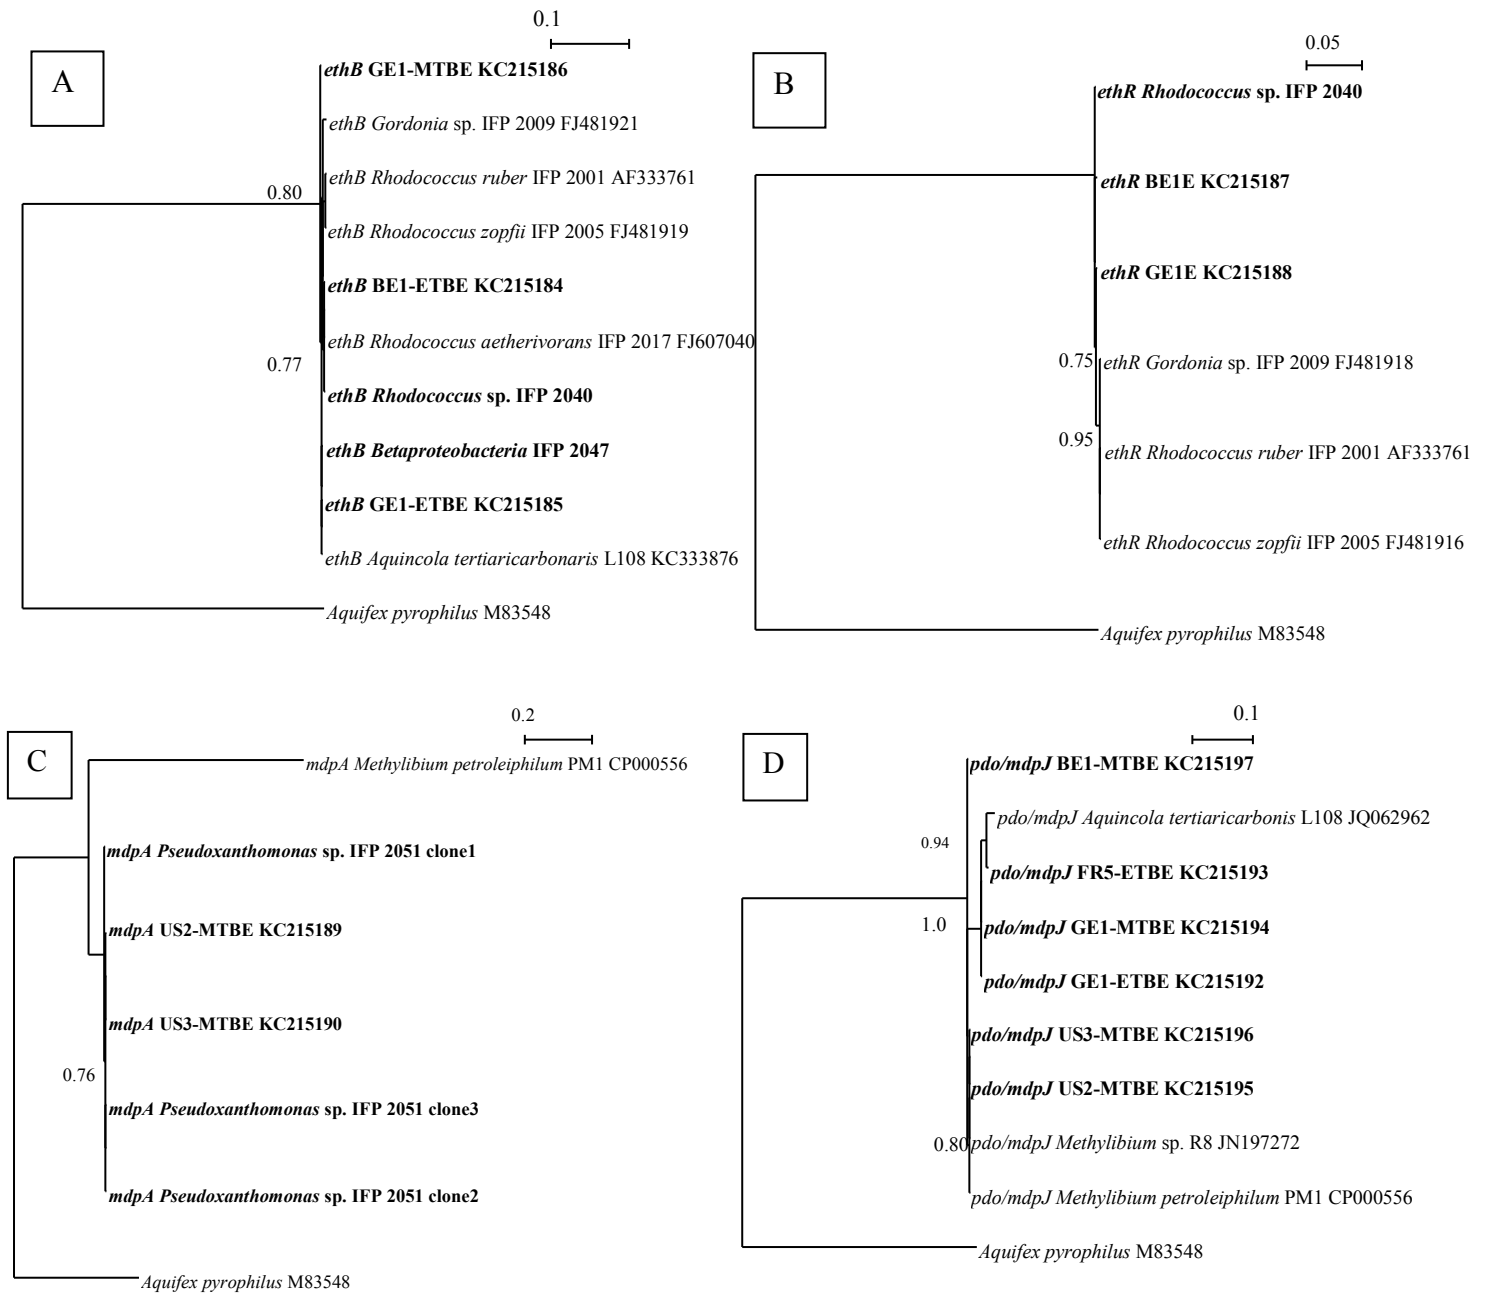 A
0.1
ethB GE1-MTBE KC215186
ethB Gordonia sp. IFP 2009 FJ481921
ethB Rhodococcus ruber IFP 2001 AF333761
0.80
ethB Rhodococcus zopfii IFP 2005 FJ481919
ethB BE1-ETBE KC215184
ethB Rhodococcus aetherivorans IFP 2017 FJ607040
0.77
ethB Rhodococcus sp. IFP 2040
ethB Betaproteobacteria IFP 2047
ethB GE1-ETBE KC215185
ethB Aquincola tertiaricarbonaris L108 KC333876
Aquifex pyrophilus M83548
B
0.05
ethR Rhodococcus sp. IFP 2040
ethR BE1E KC215187
ethR GE1E KC215188
0.75
ethR Gordonia sp. IFP 2009 FJ481918
0.95
ethR Rhodococcus ruber IFP 2001 AF333761
ethR Rhodococcus zopfii IFP 2005 FJ481916
Aquifex pyrophilus M83548
C
0.2
mdpA Methylibium petroleiphilum PM1 CP000556
mdpA Pseudoxanthomonas sp. IFP 2051 clone1
mdpA US2-MTBE KC215189
mdpA US3-MTBE KC215190
0.76
mdpA Pseudoxanthomonas sp. IFP 2051 clone3
mdpA Pseudoxanthomonas sp. IFP 2051 clone2
Aquifex pyrophilus M83548
D
0.1
pdo/mdpJ BE1-MTBE KC215197
pdo/mdpJ Aquincola tertiaricarbonis L108 JQ062962
0.94
pdo/mdpJ FR5-ETBE KC215193
1.0
pdo/mdpJ GE1-MTBE KC215194
pdo/mdpJ GE1-ETBE KC215192
pdo/mdpJ US3-MTBE KC215196
pdo/mdpJ US2-MTBE KC215195
0.80
pdo/mdpJ Methylibium sp. R8 JN197272
pdo/mdpJ Methylibium petroleiphilum PM1 CP000556
Aquifex pyrophilus M83548